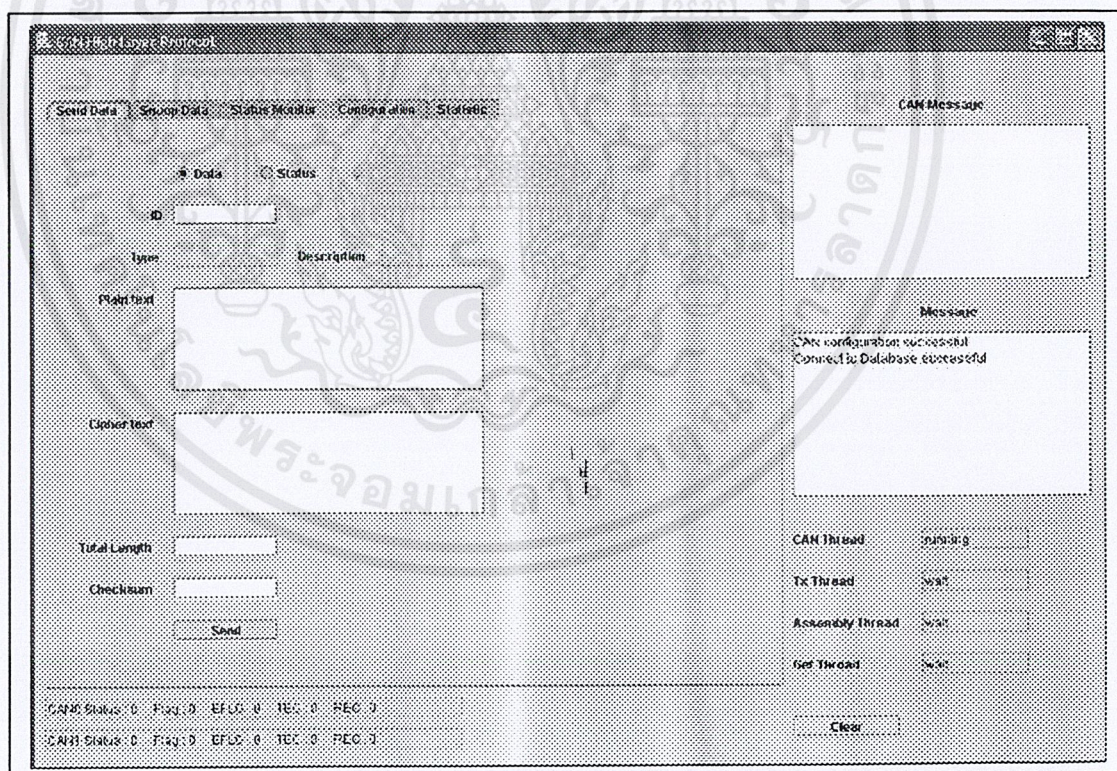 CAN High Layer Protocol
Send Data Snoop Data Status Monitor Configuration Statistic
Data Status
ID
Type Description
Plain text
Cipher text
Total Length
Checksum
Send
CAN Message
Message
CAN configuration successful
Connect to Database successful
CAN Thread running
Tx Thread wait
Assembly Thread wait
Get Thread wait
Clear
CAN0 Status : 0 Flag : 0 EFLG : 0 TEC : 0 REC : 0
CAN1 Status : 0 Flag : 0 EFLG : 0 TEC : 0 REC : 0